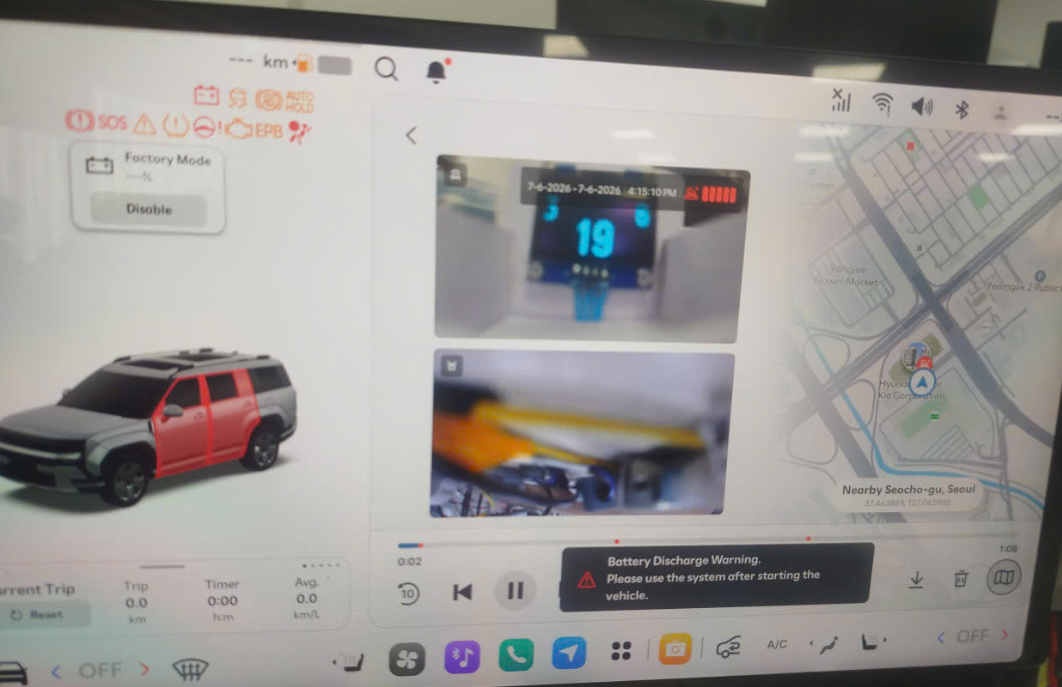 --- km
AUTO HOLD
SOS
EPB
Factory Mode
--%
Disable
7-6-2026 - 7-6-2026 4:15:10 PM
19
Yangjae
Flower Market
Yeomgok 2 Public
Kia Corporation
Nearby Seocho-gu, Seoul
0:02
1:08
10
Battery Discharge Warning.
Please use the system after starting the
vehicle.
rrent Trip
Reset
Trip
0.0
km
Timer
0:00
h:m
Avg.
0.0
km/L
< OFF >
A/C
< OFF >